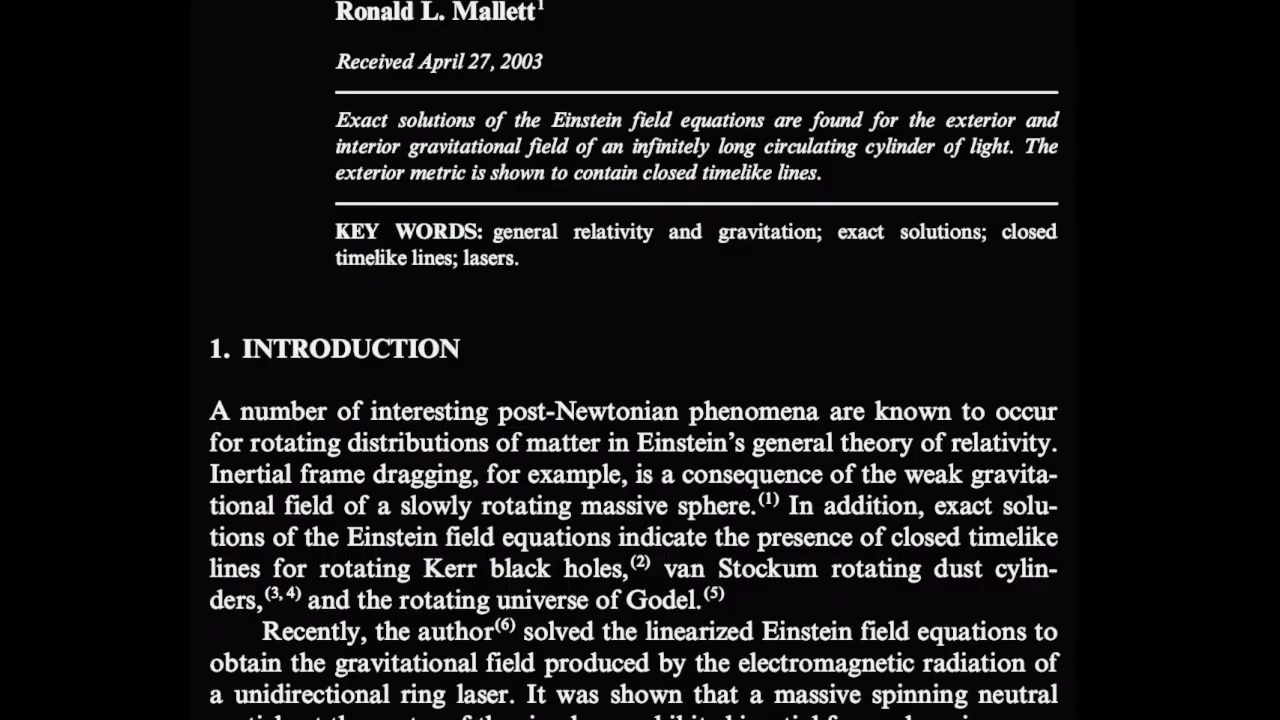 Ronald L. Mallett¹
Received April 27, 2003
Exact solutions of the Einstein field equations are found for the exterior and
interior gravitational field of an infinitely long circulating cylinder of light. The
exterior metric is shown to contain closed timelike lines.
KEY WORDS: general relativity and gravitation; exact solutions; closed
timelike lines; lasers.
1. INTRODUCTION
A number of interesting post-Newtonian phenomena are known to occur
for rotating distributions of matter in Einstein's general theory of relativity.
Inertial frame dragging, for example, is a consequence of the weak gravita-
tional field of a slowly rotating massive sphere.(1) In addition, exact solu-
tions of the Einstein field equations indicate the presence of closed timelike
lines for rotating Kerr black holes,(2) van Stockum rotating dust cylin-
ders,(3, 4) and the rotating universe of Godel.(5)
Recently, the author(6) solved the linearized Einstein field equations to
obtain the gravitational field produced by the electromagnetic radiation of
a unidirectional ring laser. It was shown that a massive spinning neutral